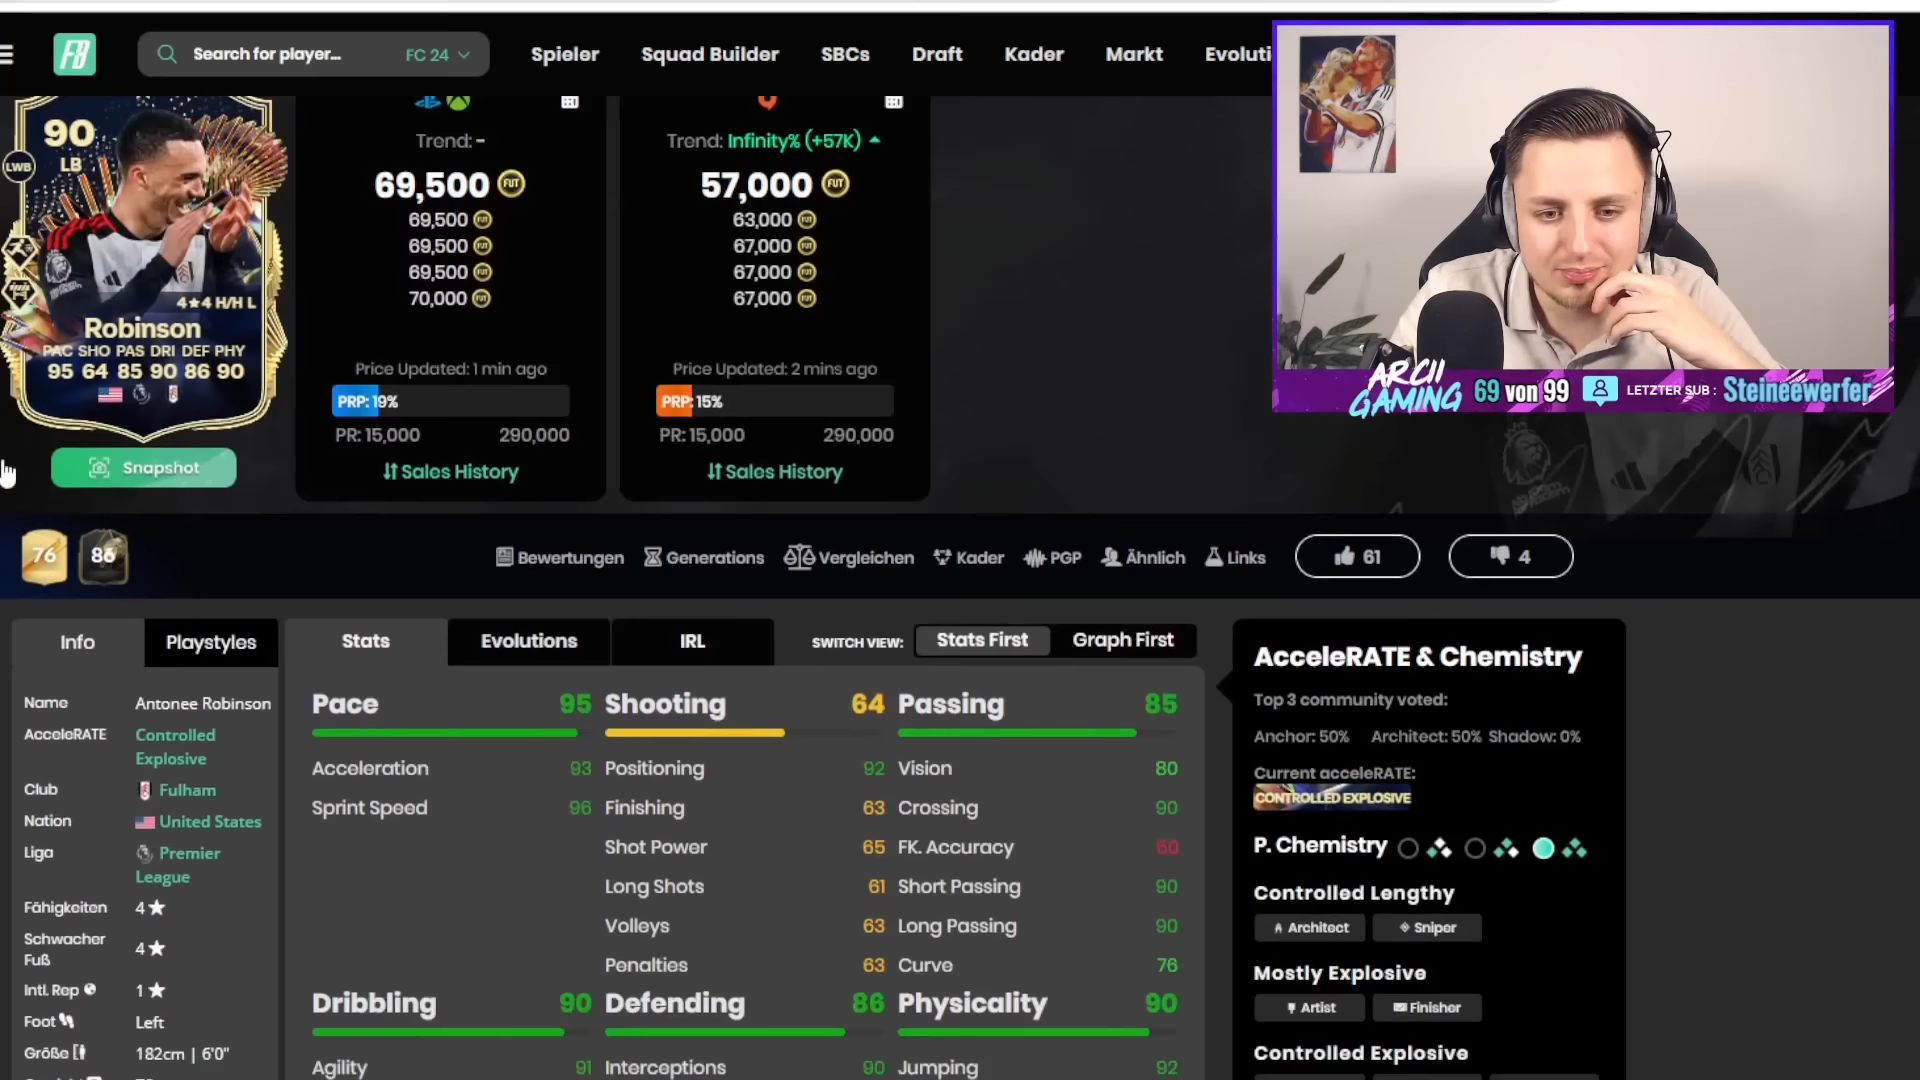 Search for player...
FC 24
Spieler
Squad Builder
SBCs
Draft
Kader
Markt
90
LB
LWB
4★4 H/H L
Robinson
PAC SHO PAS DRI DEF PHY
95 64 85 90 86 90
Snapshot
Trend: -
69,500
69,500
69,500
69,500
70,000
Price Updated: 1 min ago
PRP: 19%
PR: 15,000 290,000
Sales History
Trend: Infinity% (+57K)
57,000
63,000
67,000
67,000
67,000
Price Updated: 2 mins ago
PRP: 15%
PR: 15,000 290,000
Sales History
ARCII
GAMING
69 von 99
LETZTER SUB :
Steineewerfer
76
86
Bewertungen
Generations
Vergleichen
Kader
PGP
Ähnlich
Links
61
4
Info
Playstyles
Name Antonee Robinson
AcceleRATE Controlled
Explosive
Club Fulham
Nation United States
Liga Premier
League
Fähigkeiten 4★
Schwacher
Fuß 4★
Intl. Rep 1★
Foot Left
Größe 182cm | 6'0"
Stats
Evolutions
IRL
SWITCH VIEW:
Stats First
Graph First
Pace 95
Acceleration 93
Sprint Speed 96
Shooting 64
Positioning 92
Finishing 63
Shot Power 65
Long Shots 61
Volleys 63
Penalties 63
Passing 85
Vision 80
Crossing 90
FK. Accuracy
Short Passing 90
Long Passing 90
Curve 76
Dribbling 90
Agility 91
Defending 86
Interceptions 90
Physicality 90
Jumping 92
AcceleRATE & Chemistry
Top 3 community voted:
Anchor: 50% Architect: 50% Shadow: 0%
Current acceleRATE:
CONTROLLED EXPLOSIVE
P. Chemistry
Controlled Lengthy
Architect
Sniper
Mostly Explosive
Artist
Finisher
Controlled Explosive